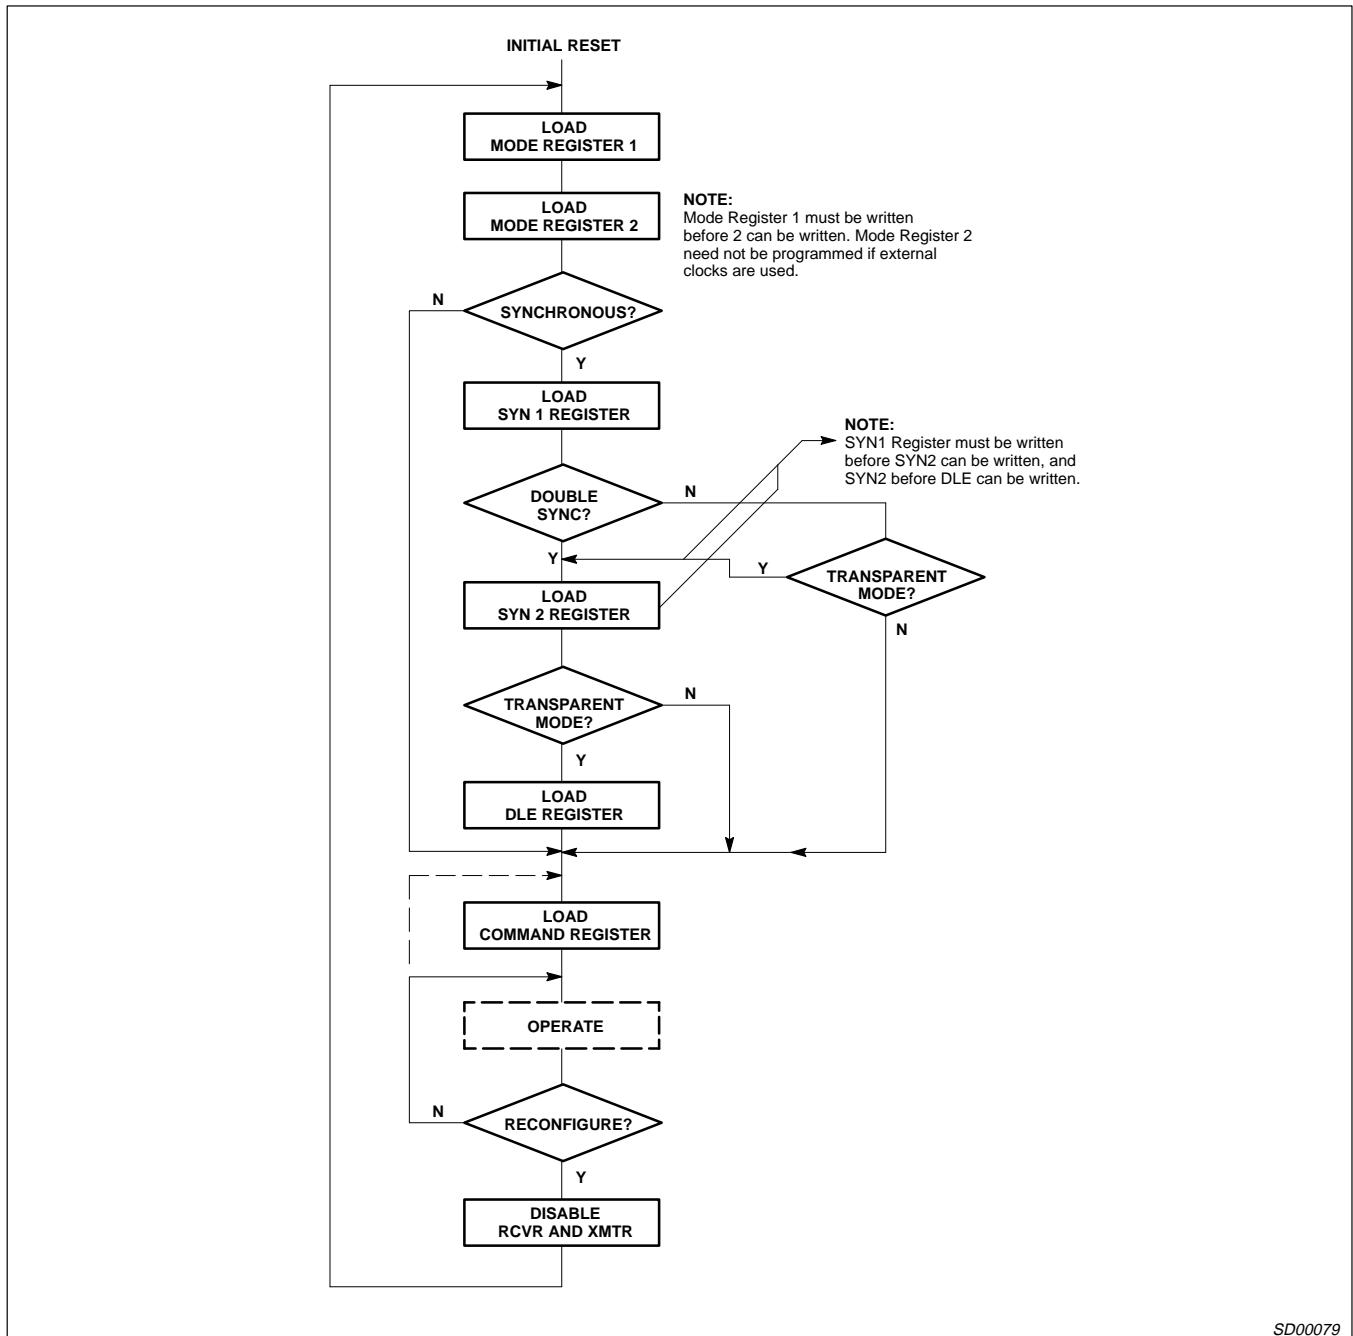 INITIAL RESET
LOAD
MODE REGISTER 1
LOAD
MODE REGISTER 2
NOTE:
Mode Register 1 must be written
before 2 can be written. Mode Register 2
need not be programmed if external
clocks are used.
N
SYNCHRONOUS?
Y
LOAD
SYN 1 REGISTER
NOTE:
SYN1 Register must be written
before SYN2 can be written, and
SYN2 before DLE can be written.
DOUBLE
SYNC?
N
Y
Y
TRANSPARENT
MODE?
N
LOAD
SYN 2 REGISTER
TRANSPARENT
MODE?
N
Y
LOAD
DLE REGISTER
LOAD
COMMAND REGISTER
OPERATE
N
RECONFIGURE?
Y
DISABLE
RCVR AND XMTR
SD00079